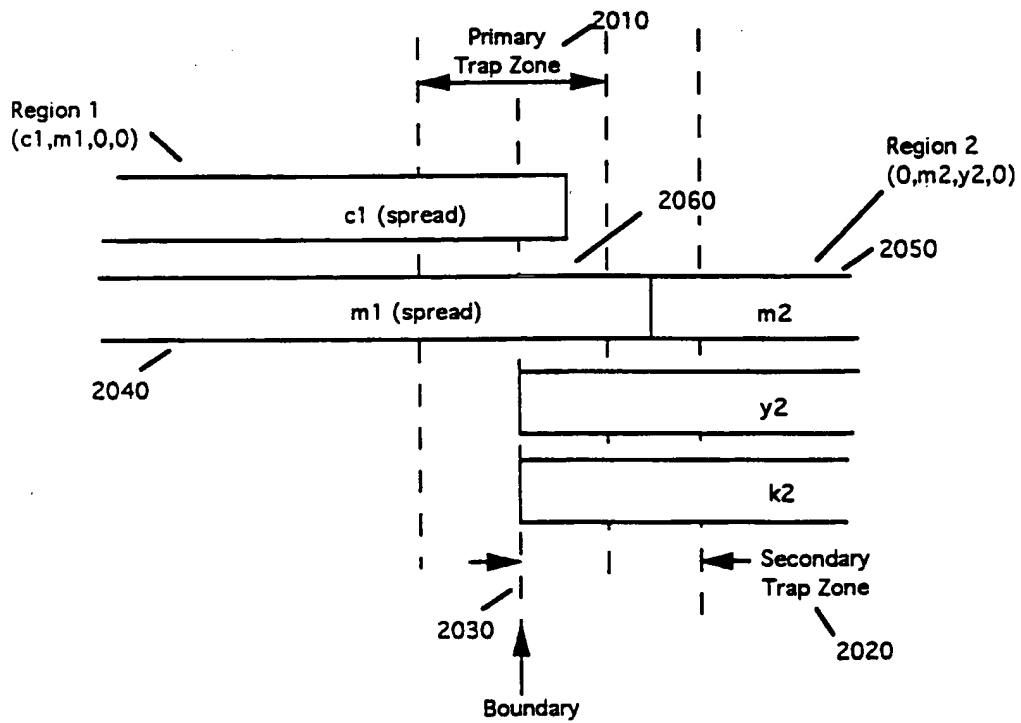 2010
Primary
Trap Zone
Region 1
(c1,m1,0,0)
Region 2
(0,m2,y2,0)
c1 (spread)
2060
2050
m1 (spread)
m2
2040
y2
k2
Secondary
Trap Zone
2030
2020
Boundary